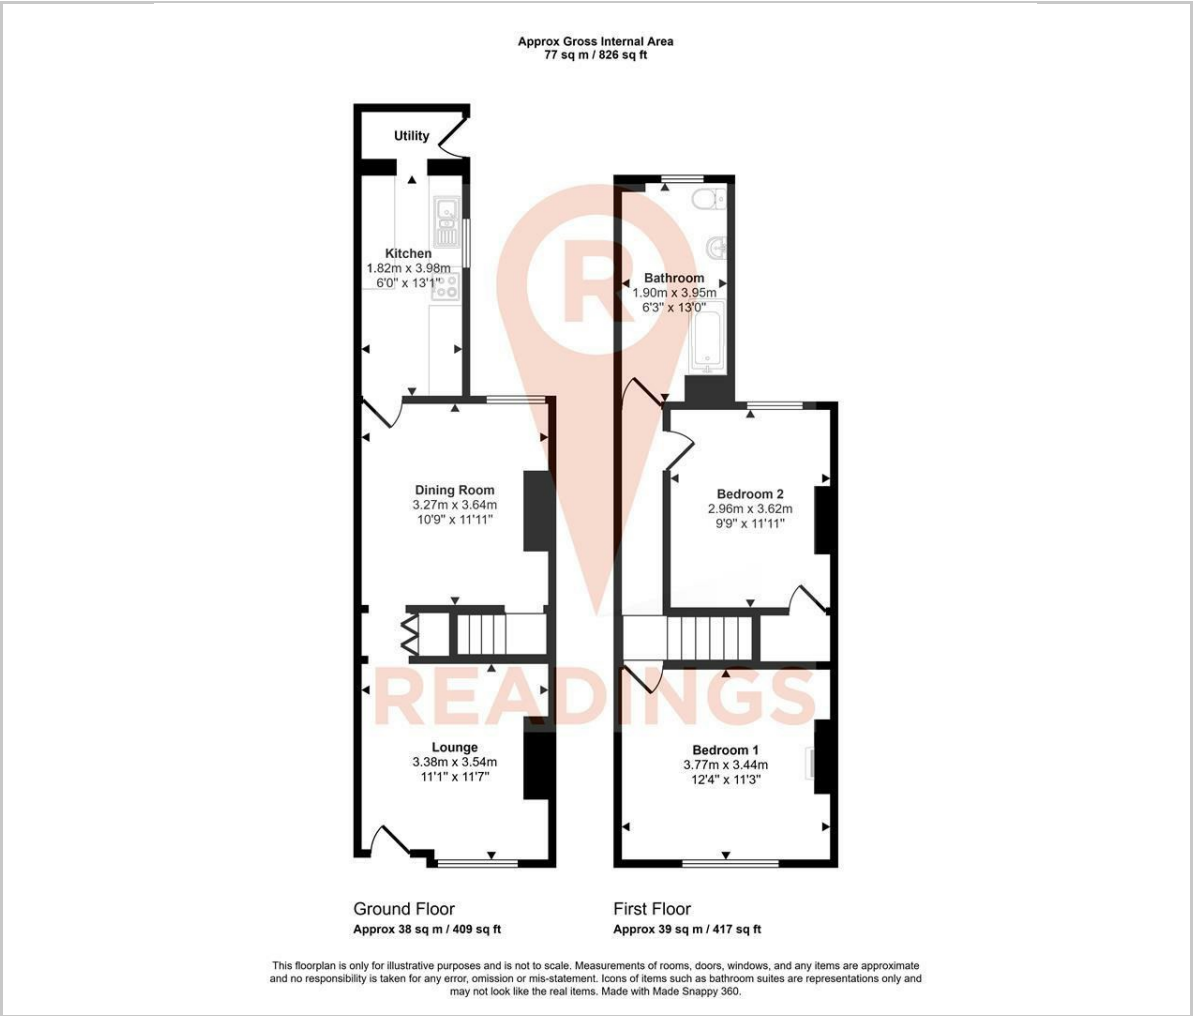 Approx Gross Internal Area
77 sq m / 826 sq ft
Utility
Kitchen
1.82m x 3.98m
6'0" x 13'1"
Dining Room
3.27m x 3.64m
10'9" x 11'11"
Lounge
3.38m x 3.54m
11'1" x 11'7"
Ground Floor
Approx 38 sq m / 409 sq ft
R
Bathroom
1.90m x 3.95m
6'3" x 13'0"
Bedroom 2
2.96m x 3.62m
9'9" x 11'11"
READINGS
Bedroom 1
3.77m x 3.44m
12'4" x 11'3"
First Floor
Approx 39 sq m / 417 sq ft
This floorplan is only for illustrative purposes and is not to scale. Measurements of rooms, doors, windows, and any items are approximate
and no responsibility is taken for any error, omission or mis-statement. Icons of items such as bathroom suites are representations only and
may not look like the real items. Made with Made Snappy 360.